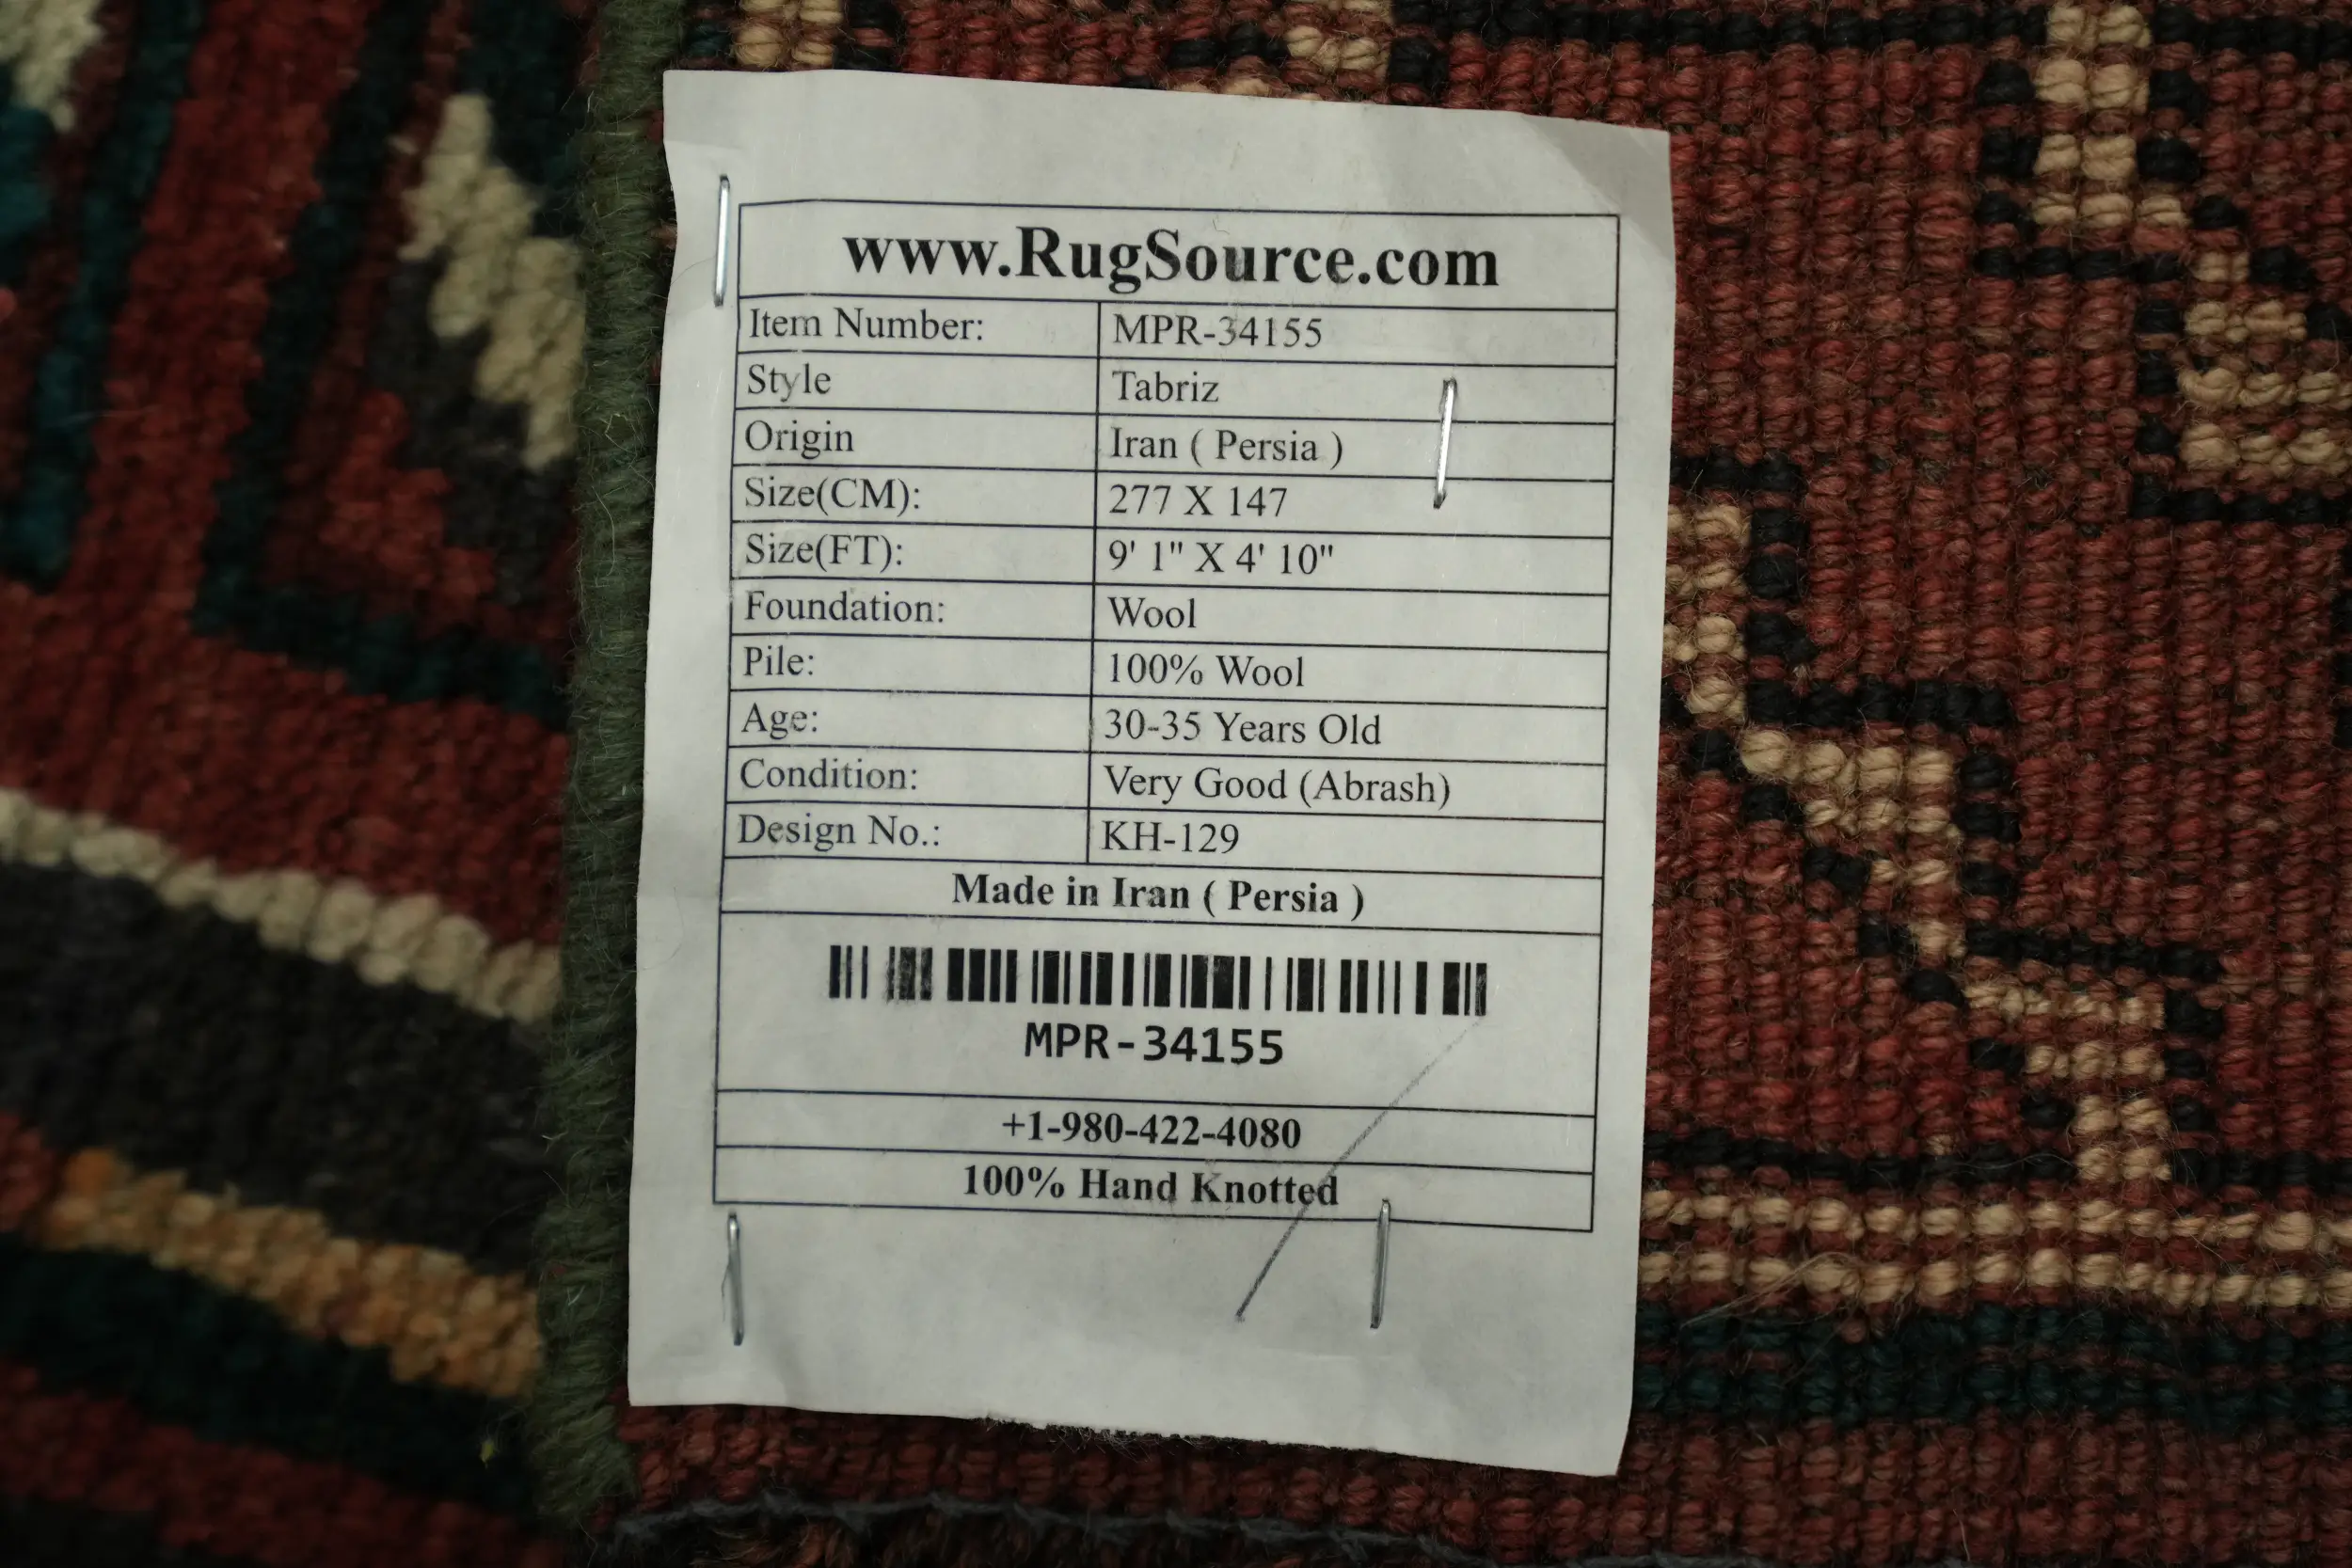 www.RugSource.com
Item Number: MPR-34155
Style Tabriz
Origin Iran ( Persia )
Size(CM): 277 X 147
Size(FT): 9' 1" X 4' 10"
Foundation: Wool
Pile: 100% Wool
Age: 30-35 Years Old
Condition: Very Good (Abrash)
Design No.: KH-129
Made in Iran ( Persia )
MPR-34155
+1-980-422-4080
100% Hand Knotted